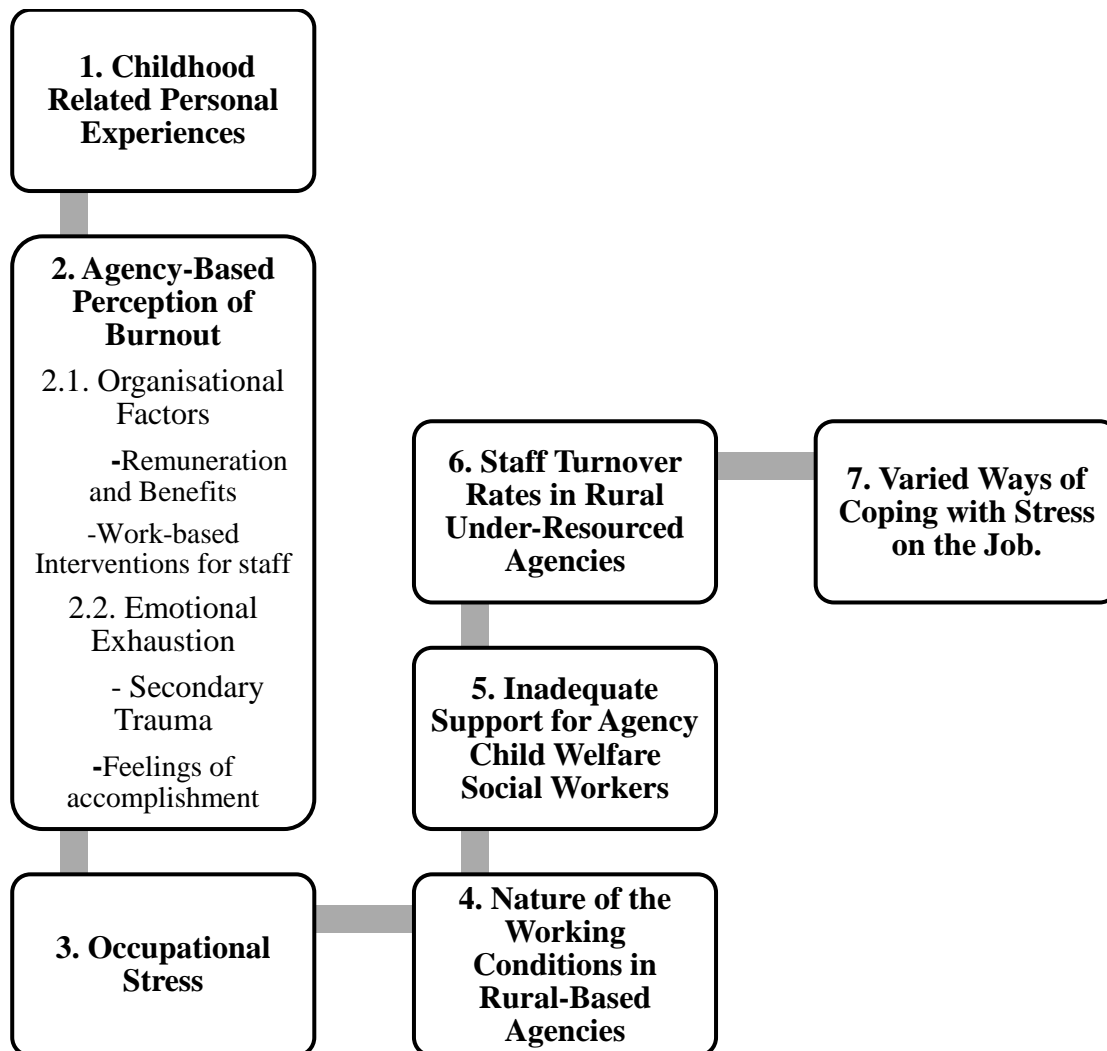 1. Childhood
Related Personal
Experiences
2. Agency-Based
Perception of
Burnout
2.1. Organisational
Factors
-Remuneration
and Benefits
-Work-based
Interventions for staff
2.2. Emotional
Exhaustion
- Secondary
Trauma
-Feelings of
accomplishment
3. Occupational
Stress
4. Nature of the
Working
Conditions in
Rural-Based
Agencies
5. Inadequate
Support for Agency
Child Welfare
Social Workers
6. Staff Turnover
Rates in Rural
Under-Resourced
Agencies
7. Varied Ways of
Coping with Stress
on the Job.